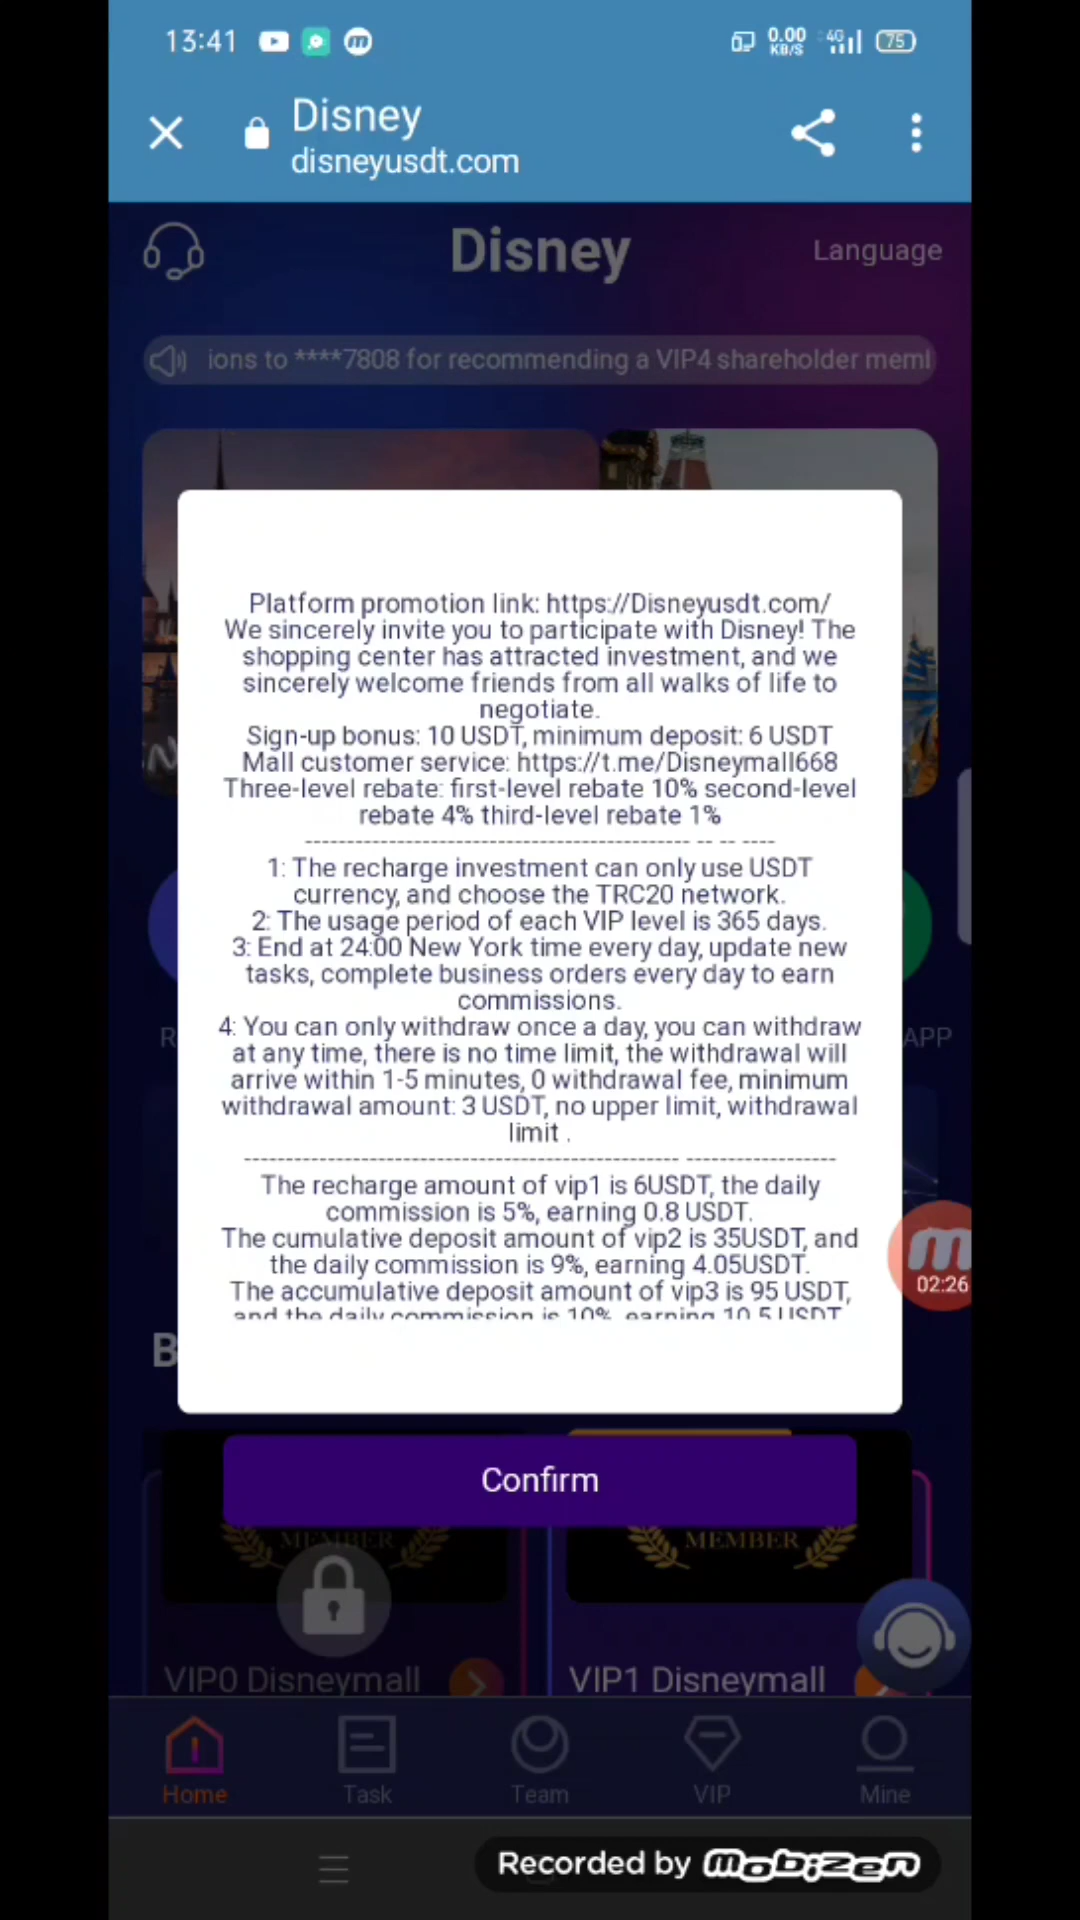 13:41
0.00
KB/S
4G
75
Disney
disneyusdt.com
Disney
Language
ions to ****7808 for recommending a VIP4 shareholder meml
Platform promotion link: https://Disneyusdt.com/
We sincerely invite you to participate with Disney! The
shopping center has attracted investment, and we
sincerely welcome friends from all walks of life to
negotiate.
Sign-up bonus: 10 USDT, minimum deposit: 6 USDT
Mall customer service: https://t.me/Disneymall668
Three-level rebate: first-level rebate 10% second-level
rebate 4% third-level rebate 1%
---------------------------------------------- -- -- ----
1: The recharge investment can only use USDT
currency, and choose the TRC20 network.
2: The usage period of each VIP level is 365 days.
3: End at 24:00 New York time every day, update new
tasks, complete business orders every day to earn
commissions.
4: You can only withdraw once a day, you can withdraw
at any time, there is no time limit, the withdrawal will
arrive within 1-5 minutes, 0 withdrawal fee, minimum
withdrawal amount: 3 USDT, no upper limit, withdrawal
limit .
---------------------------------------------------- ------------------
The recharge amount of vip1 is 6USDT, the daily
commission is 5%, earning 0.8 USDT.
The cumulative deposit amount of vip2 is 35USDT, and
the daily commission is 9%, earning 4.05USDT.
The accumulative deposit amount of vip3 is 95 USDT,
and the daily commission is 10%, earning 10.5 USDT
R
APP
02:26
B
Confirm
MEMBER
MEMBER
VIP0 Disneymall
VIP1 Disneymall
Home
Task
Team
VIP
Mine
Recorded by mobizen